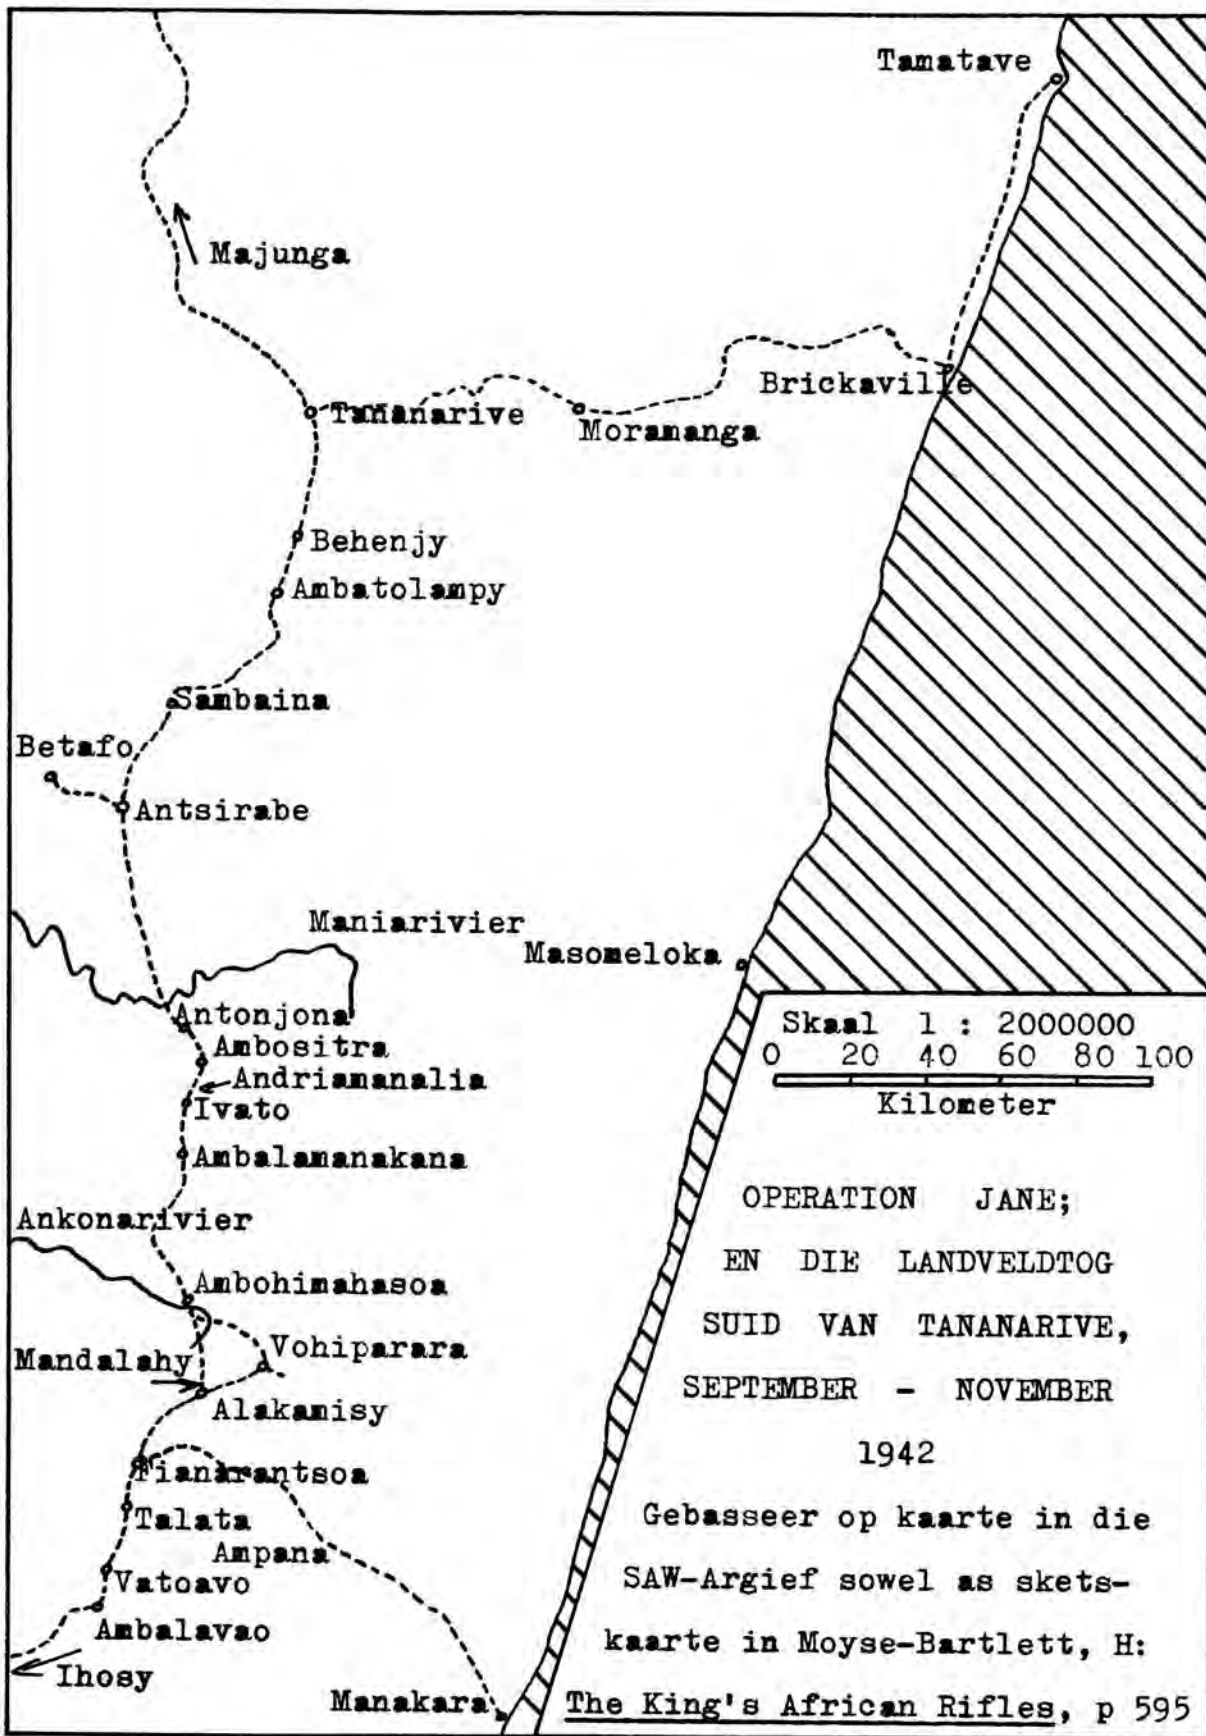 Tamatave
Majunga
Brickaville
Tananarive
Moramanga
Behenjy
Ambatolampy
Sambaina
Betafo
Antsirabe
Maniarivier
Masomeloka
Antonjona
Ambositra
Andriamanalia
Ivato
Ambalamanakana
Ankonarivier
Ambohimahasoa
Vohiparara
Mandalahy
Alakamisy
Fianarantsoa
Talata
Ampana
Vatoavo
Ambalavao
Ihosy
Manakara
Skaal 1 : 2000000
0 20 40 60 80 100
Kilometer
OPERATION JANE;
EN DIE LANDVELDTOG
SUID VAN TANANARIVE,
SEPTEMBER - NOVEMBER
1942
Gebasseer op kaarte in die
SAW-Argief sowel as skets-
kaarte in Moyse-Bartlett, H:
The King's African Rifles, p 595